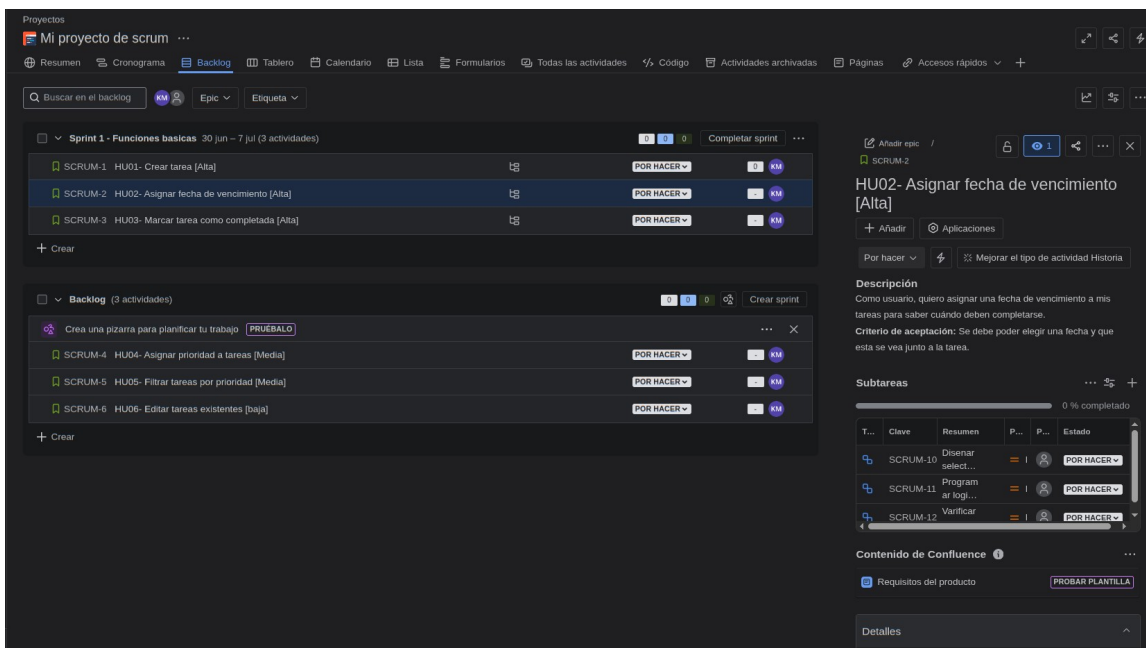 Proyectos
Mi proyecto de scrum ...
Resumen Cronograma Backlog Tablero Calendario Lista Formularios Todas las actividades Código Actividades archivadas Páginas Accesos rápidos
Buscar en el backlog KM Epic Etiqueta
Sprint 1 - Funciones basicas 30 jun – 7 jul (3 actividades) 0 0 0 Completar sprint ...
SCRUM-1 HU01- Crear tarea [Alta] POR HACER 0 KM
SCRUM-2 HU02- Asignar fecha de vencimiento [Alta] POR HACER - KM
SCRUM-3 HU03- Marcar tarea como completada [Alta] POR HACER - KM
+ Crear
Backlog (3 actividades) 0 0 0 Crear sprint
Crea una pizarra para planificar tu trabajo PRUÉBALO ...
SCRUM-4 HU04- Asignar prioridad a tareas [Media] POR HACER - KM
SCRUM-5 HU05- Filtrar tareas por prioridad [Media] POR HACER - KM
SCRUM-6 HU06- Editar tareas existentes [baja] POR HACER - KM
+ Crear
Añadir epic / 1 ...
SCRUM-2
HU02- Asignar fecha de vencimiento
[Alta]
+ Añadir Aplicaciones
Por hacer Mejorar el tipo de actividad Historia
Descripción
Como usuario, quiero asignar una fecha de vencimiento a mis
tareas para saber cuándo deben completarse.
Criterio de aceptación: Se debe poder elegir una fecha y que
esta se vea junto a la tarea.
Subtareas ... +
0 % completado
T... Clave Resumen P... P... Estado
SCRUM-10 Disenar select... POR HACER
SCRUM-11 Program ar logi... POR HACER
SCRUM-12 Varificar POR HACER
Contenido de Confluence ...
Requisitos del producto PROBAR PLANTILLA
Detalles